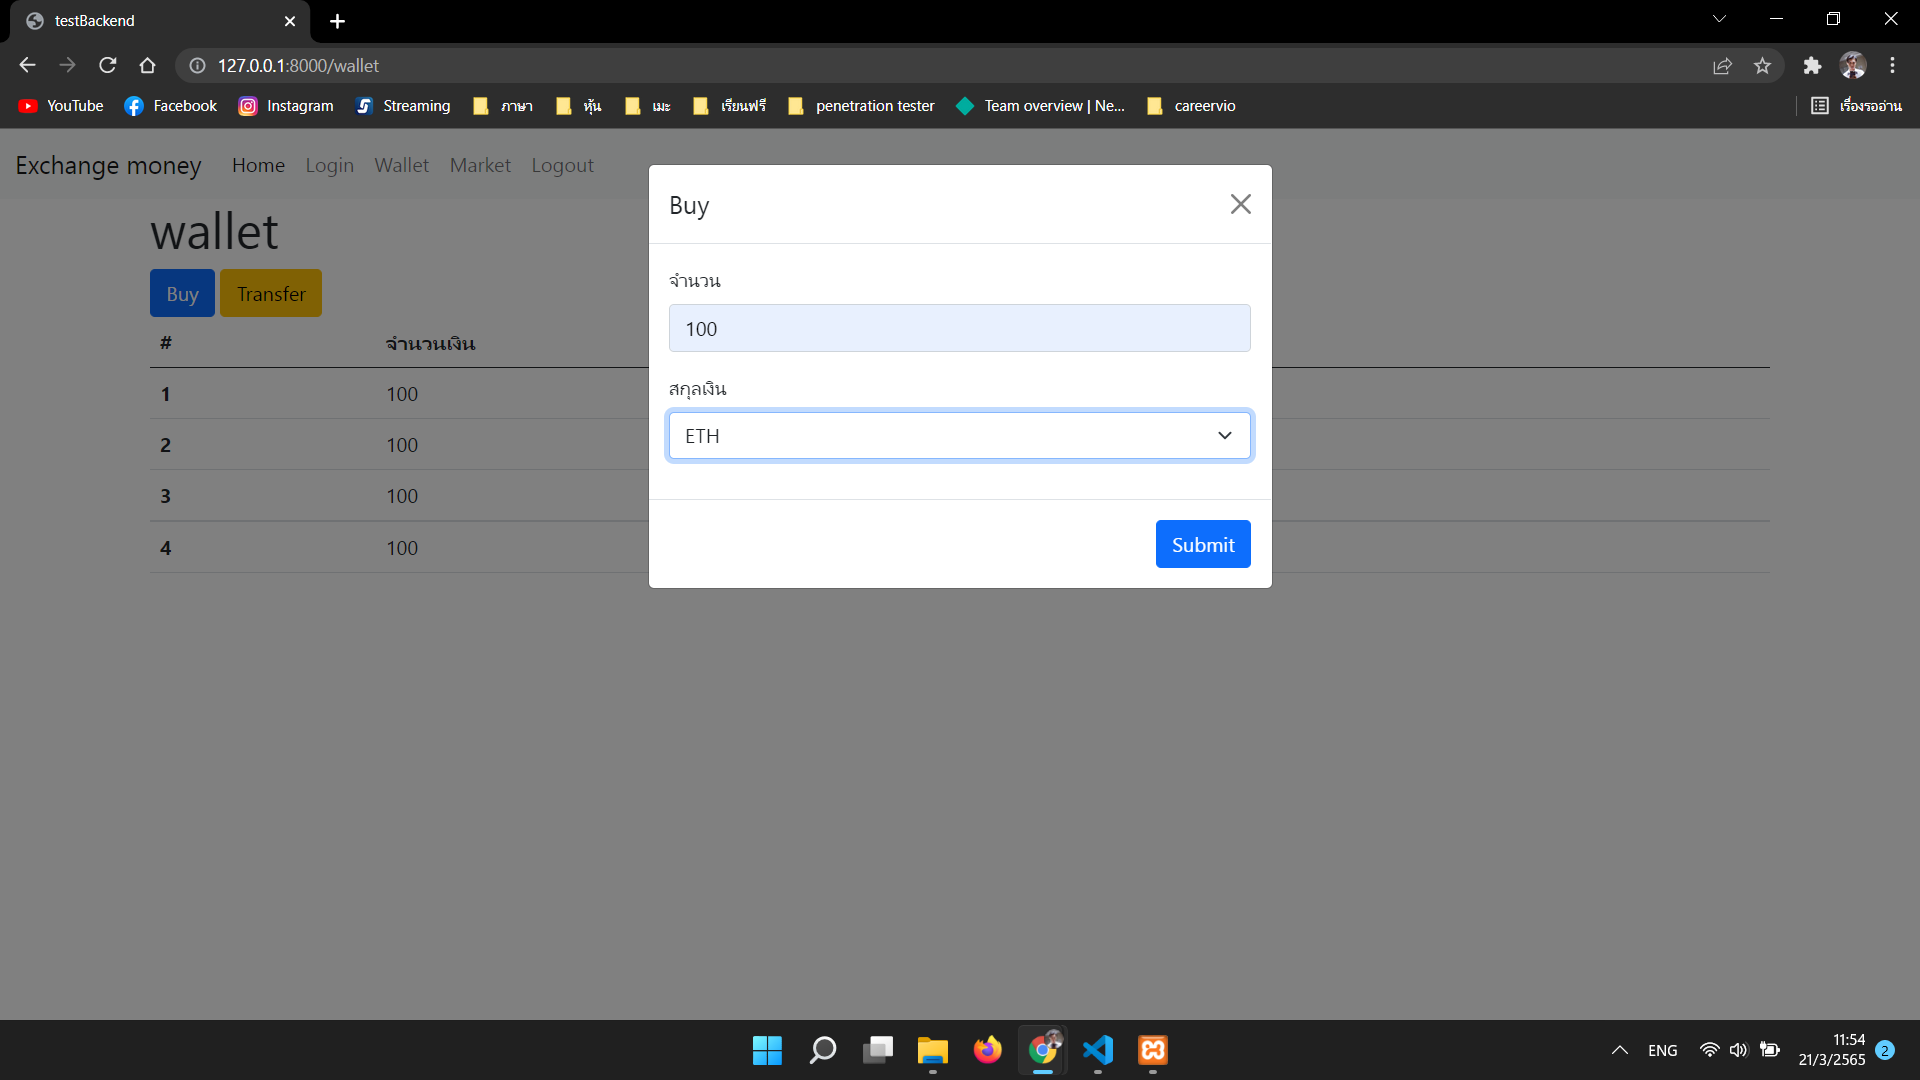 testBackend
127.0.0.1:8000/wallet
YouTube Facebook Instagram Streaming ภาษา หุ้น เมะ เรียนฟรี penetration tester Team overview | Ne... careervio เรื่องรออ่าน
Exchange money Home Login Wallet Market Logout
wallet
Buy Transfer
# จำนวนเงิน
1 100
2 100
3 100
4 100
Buy
จำนวน
100
สกุลเงิน
ETH
Submit
ENG
11:54
21/3/2565
2